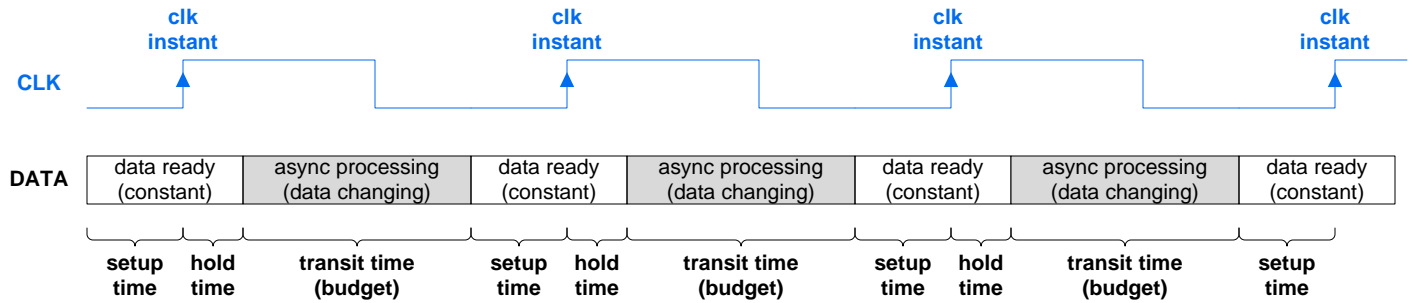 clk
instant
clk
instant
clk
instant
clk
instant
CLK
DATA
data ready
(constant)
async processing
(data changing)
data ready
(constant)
async processing
(data changing)
data ready
(constant)
async processing
(data changing)
data ready
(constant)
setup
time
hold
time
transit time
(budget)
setup
time
hold
time
transit time
(budget)
setup
time
hold
time
transit time
(budget)
setup
time